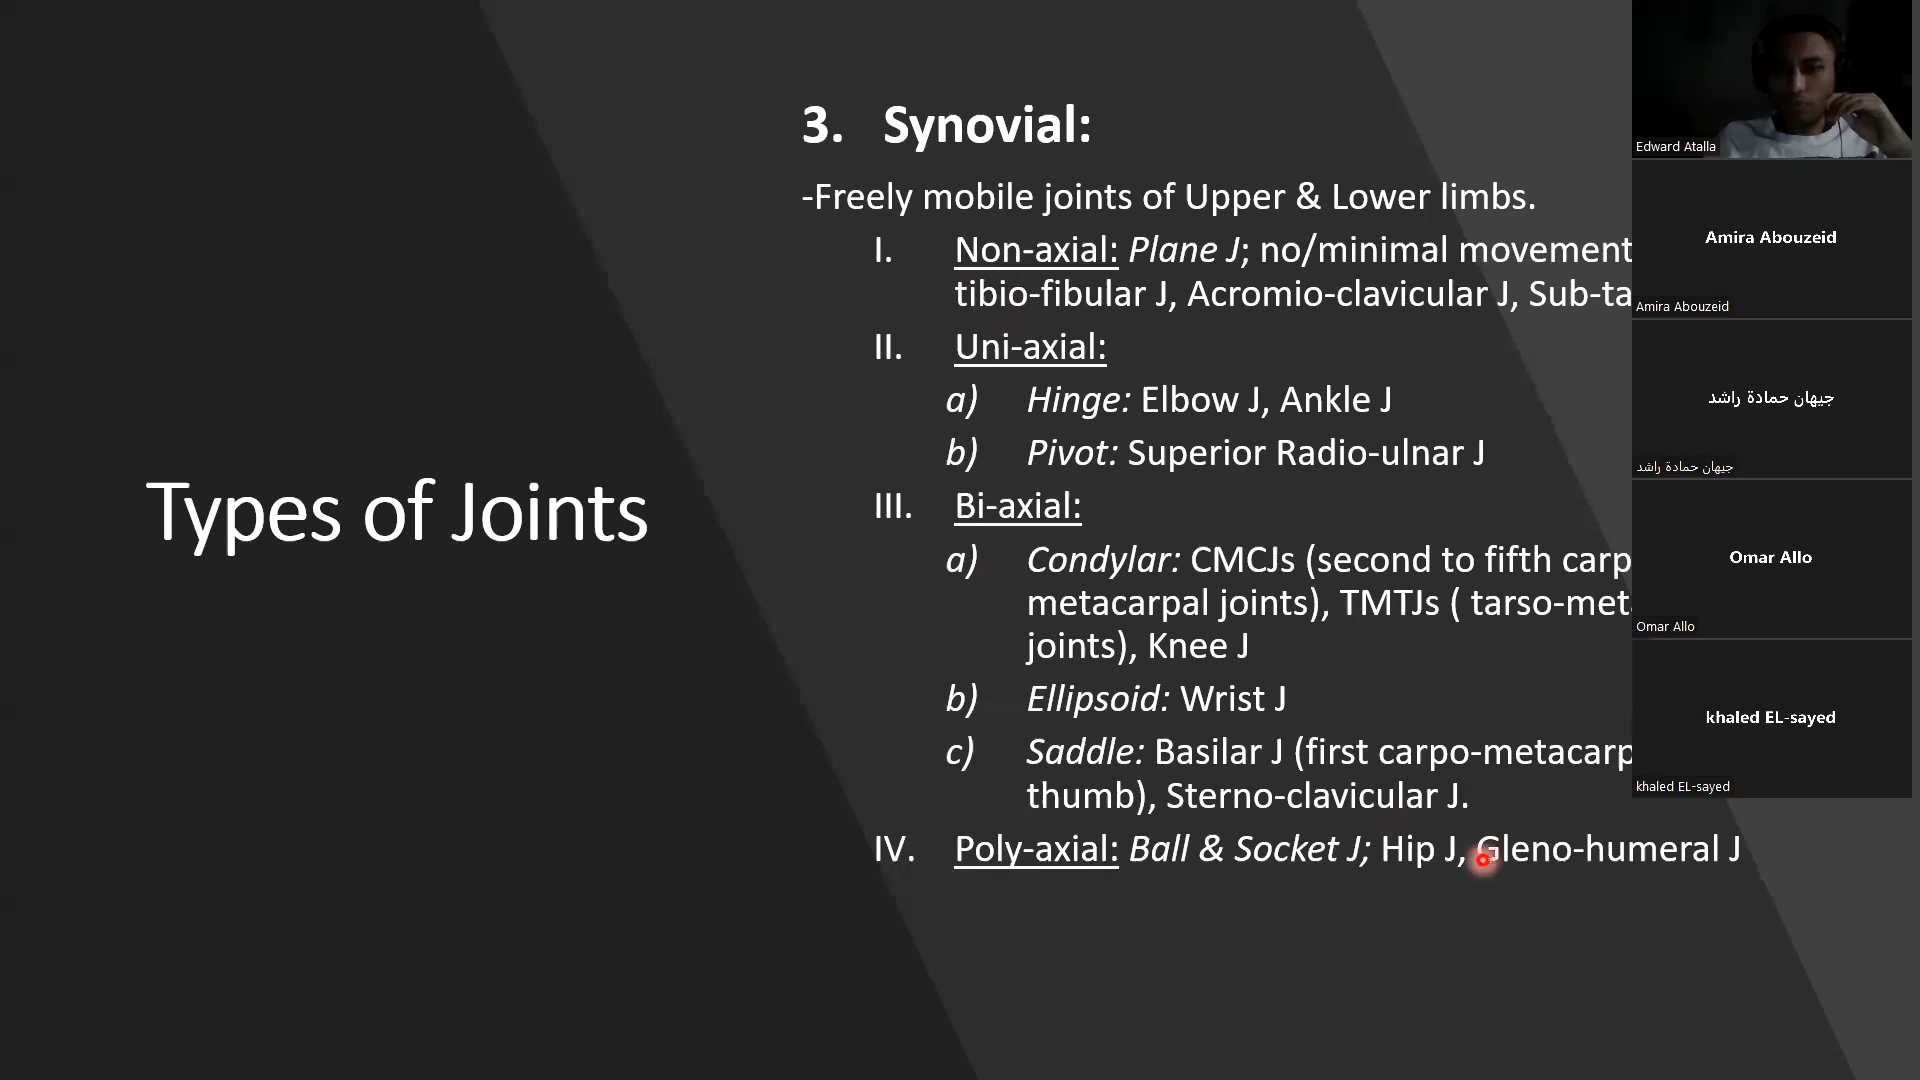 Types of Joints
3. Synovial:
-Freely mobile joints of Upper & Lower limbs.
I. Non-axial: Plane J; no/minimal movement
tibio-fibular J, Acromio-clavicular J, Sub-ta
II. Uni-axial:
a) Hinge: Elbow J, Ankle J
b) Pivot: Superior Radio-ulnar J
III. Bi-axial:
a) Condylar: CMCJs (second to fifth carp
metacarpal joints), TMTJs ( tarso-met
joints), Knee J
b) Ellipsoid: Wrist J
c) Saddle: Basilar J (first carpo-metacarp
thumb), Sterno-clavicular J.
IV. Poly-axial: Ball & Socket J; Hip J, Gleno-humeral J
Edward Atalla
Amira Abouzeid
Amira Abouzeid
جيهان حمادة راشد
جيهان حمادة راشد
Omar Allo
Omar Allo
khaled EL-sayed
khaled EL-sayed